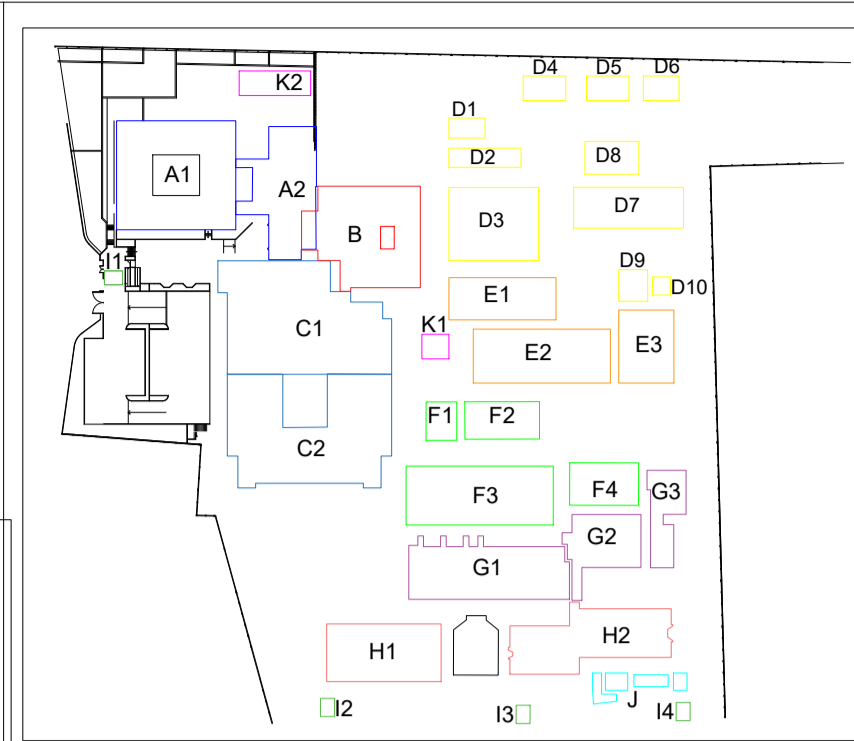 D4 D5 D6
K2
D1
D2 D8
A1
A2
D7
D3
B
I1
D9
D10
E1
K1
C1
E2 E3
F1 F2
C2
F3 F4 G3
G2
G1
H2
H1
J
I2 I3 I4